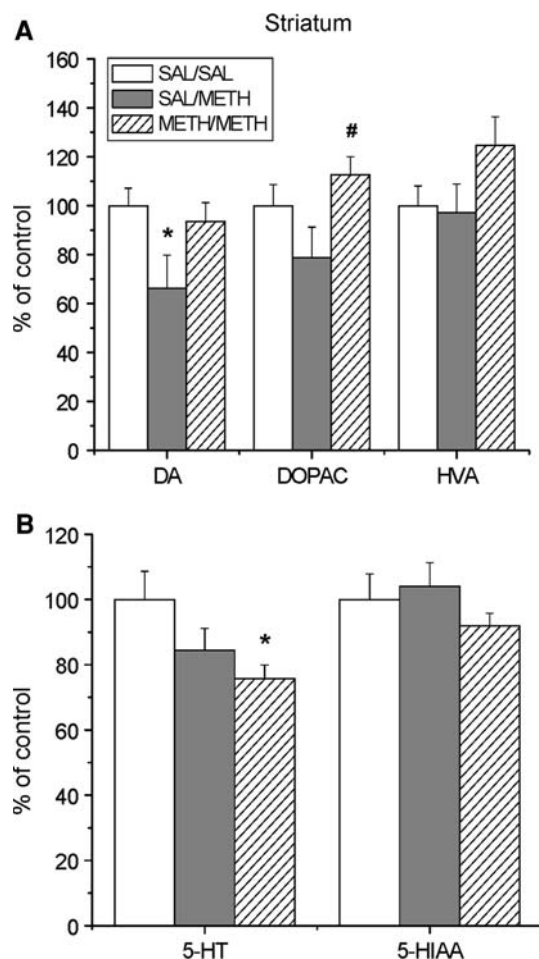 Striatum
A
160
140
120
100
80
60
40
20
0
% of control
SAL/SAL
SAL/METH
METH/METH
*
#
DA DOPAC HVA
B
120
100
80
60
40
20
0
% of control
*
5-HT 5-HIAA